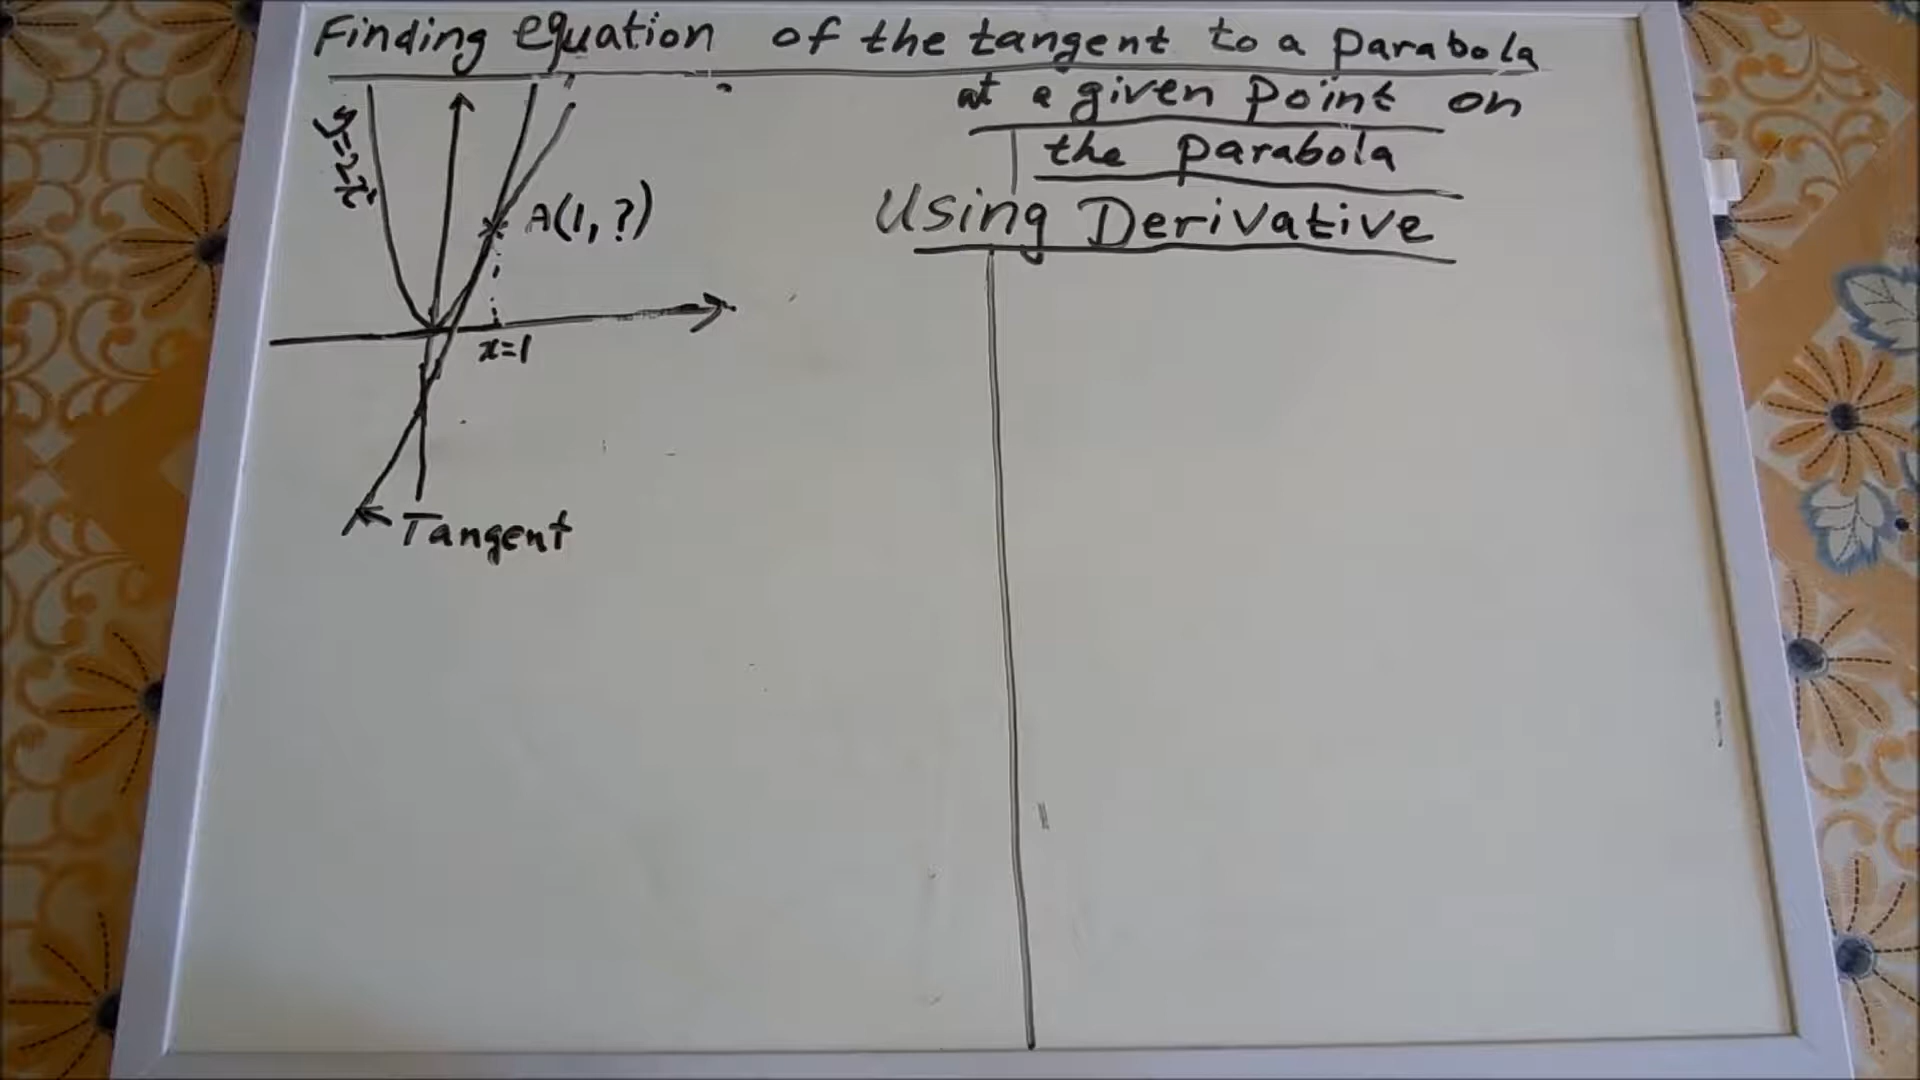 Finding equation of the tangent to a parabola
at a given point on
the parabola
Using Derivative
y=2x²
A(1, ?)
x=1
Tangent